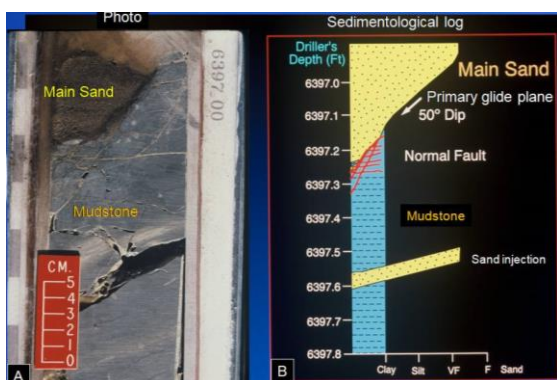 Photo
Main Sand
6397.00
Mudstone
CM.
5
4
3
2
1
0
A
Sedimentological log
Driller's
Depth (Ft)
6397.0
6397.1
6397.2
6397.3
6397.4
6397.5
6397.6
6397.7
6397.8
Main Sand
Primary glide plane
50° Dip
Normal Fault
Mudstone
Sand injection
Clay Silt VF F Sand
B